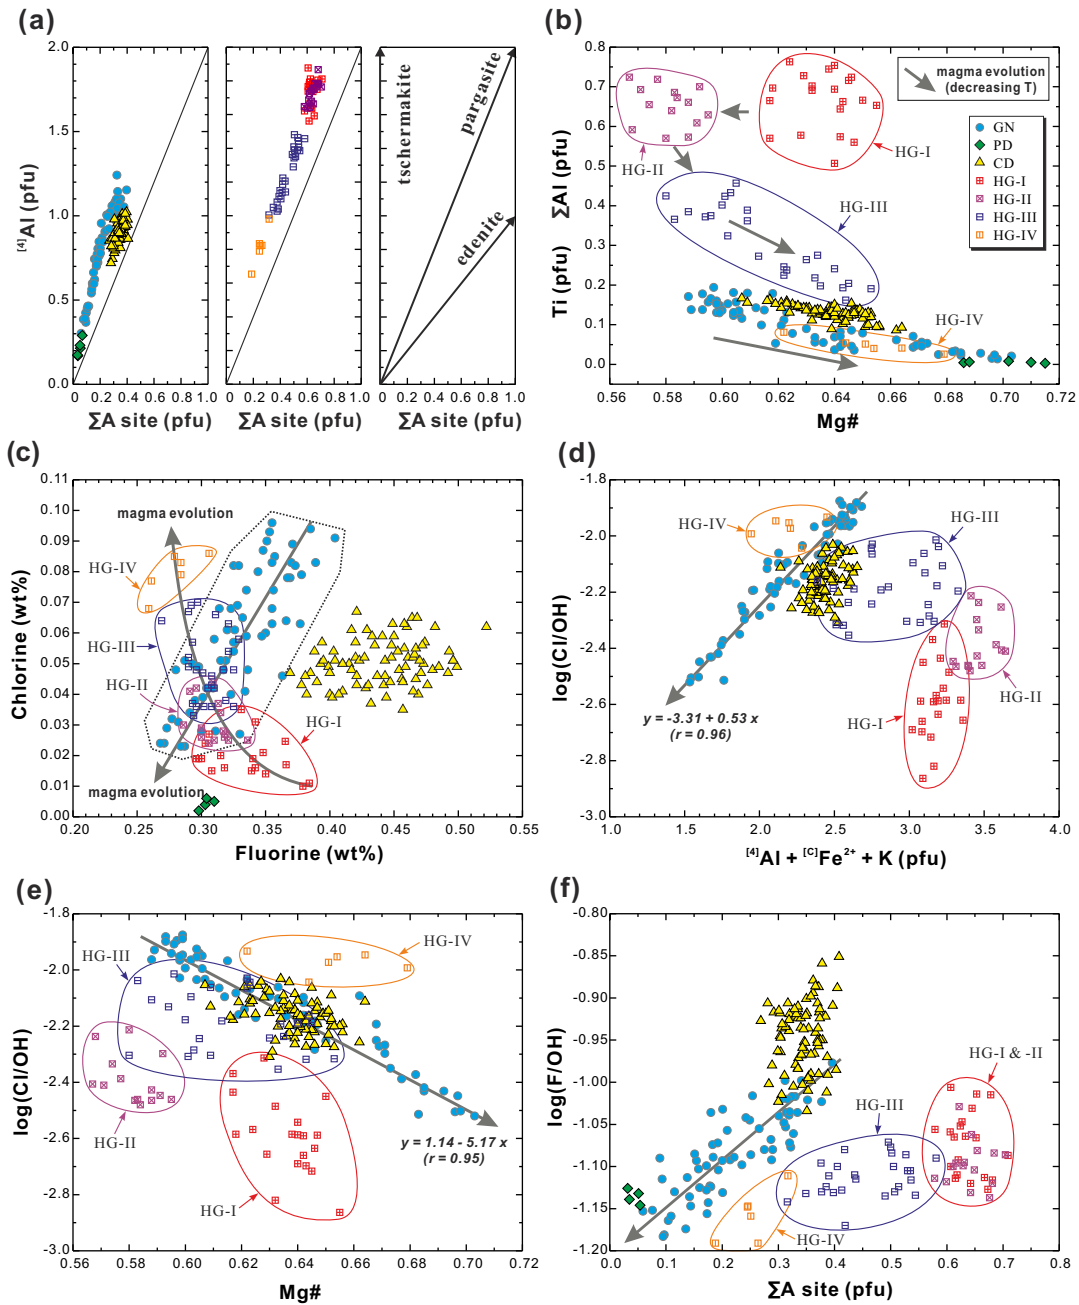 (a)
2.0
1.6
1.2
0.8
0.4
0.0
[4]Al (pfu)
0.0 0.2 0.4 0.6 0.8 1.0
∑A site (pfu)
0.0 0.2 0.4 0.6 0.8 1.0
∑A site (pfu)
tschermakite
pargasite
edenite
0.0 0.2 0.4 0.6 0.8 1.0
∑A site (pfu)
(b)
0.8
0.7
0.6
0.5
0.4
0.3
0.2
0.1
0.0
Ti (pfu)
∑Al (pfu)
magma evolution
(decreasing T)
GN
PD
CD
HG-I
HG-II
HG-III
HG-IV
HG-I
HG-II
HG-III
HG-IV
0.56 0.58 0.60 0.62 0.64 0.66 0.68 0.70 0.72
Mg#
(c)
0.11
0.10
0.09
0.08
0.07
0.06
0.05
0.04
0.03
0.02
0.01
0.00
Chlorine (wt%)
magma evolution
HG-IV
HG-III
HG-II
HG-I
magma evolution
0.20 0.25 0.30 0.35 0.40 0.45 0.50 0.55
Fluorine (wt%)
(d)
-1.8
-2.0
-2.2
-2.4
-2.6
-2.8
-3.0
log(Cl/OH)
HG-IV
HG-III
HG-II
HG-I
y = -3.31 + 0.53 x
(r = 0.96)
1.0 1.5 2.0 2.5 3.0 3.5 4.0
[4]Al + [C]Fe2+ + K (pfu)
(e)
-1.8
-2.0
-2.2
-2.4
-2.6
-2.8
-3.0
log(Cl/OH)
HG-III
HG-IV
HG-II
HG-I
y = 1.14 - 5.17 x
(r = 0.95)
0.56 0.58 0.60 0.62 0.64 0.66 0.68 0.70 0.72
Mg#
(f)
-0.80
-0.90
-1.00
-1.10
-1.20
log(F/OH)
HG-I & -II
HG-III
HG-IV
0.0 0.1 0.2 0.3 0.4 0.5 0.6 0.7 0.8
∑A site (pfu)